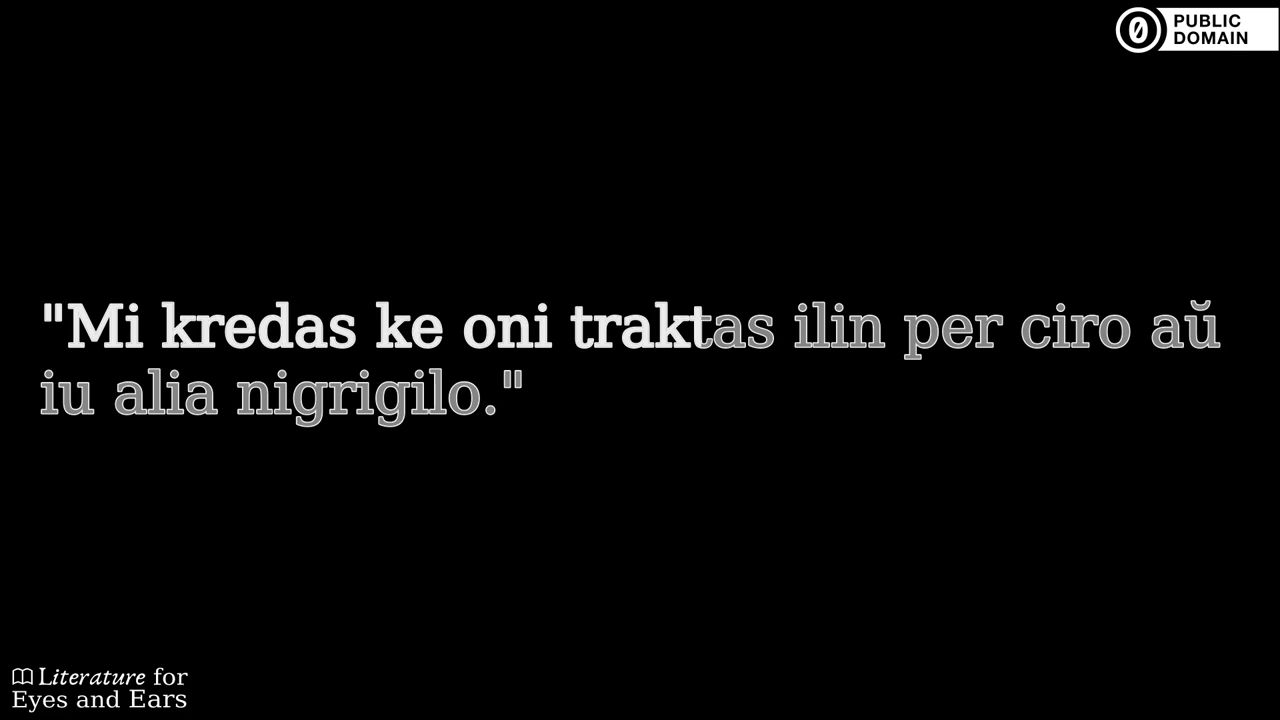 PUBLIC
DOMAIN
"Mi kredas ke oni traktas ilin per ciro aŭ
iu alia nigrigilo."
Literature for
Eyes and Ears